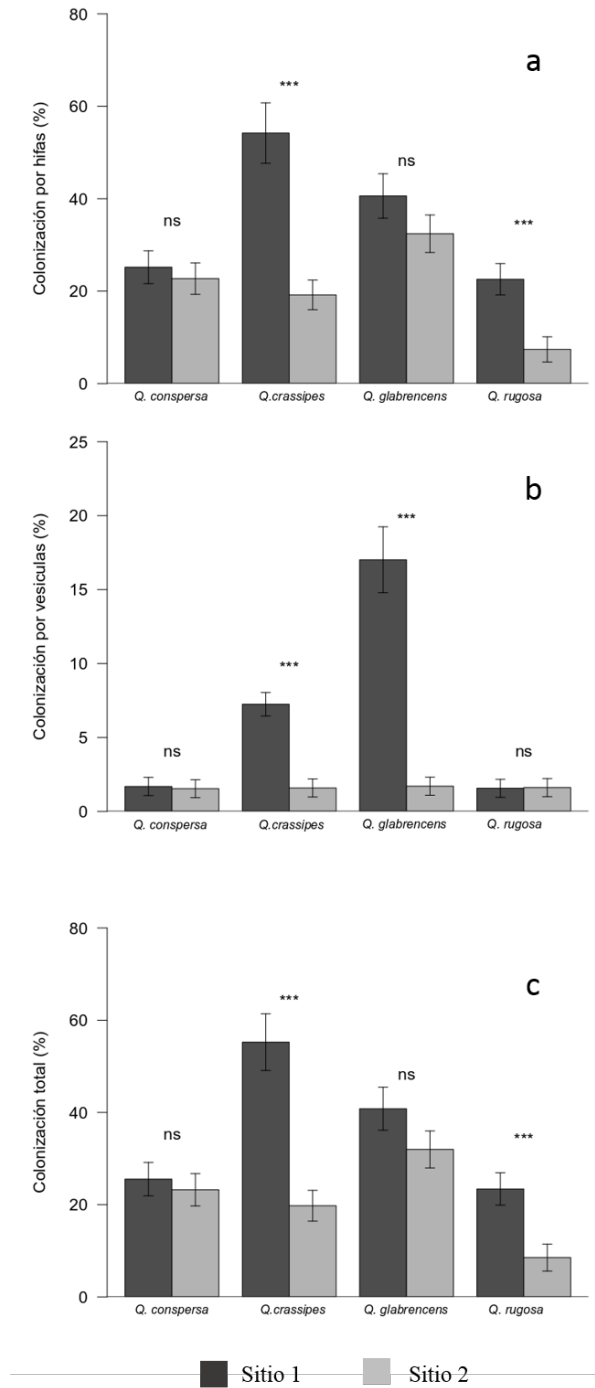 a
Colonización por hifas (%)
80
60
40
20
0
ns
***
ns
***
Q. conspersa Q.crassipes Q. glabrencens Q. rugosa
b
Colonización por vesiculas (%)
25
20
15
10
5
0
ns
***
***
ns
Q. conspersa Q.crassipes Q. glabrencens Q. rugosa
c
Colonización total (%)
80
60
40
20
0
ns
***
ns
***
Q. conspersa Q.crassipes Q. glabrencens Q. rugosa
Sitio 1 Sitio 2